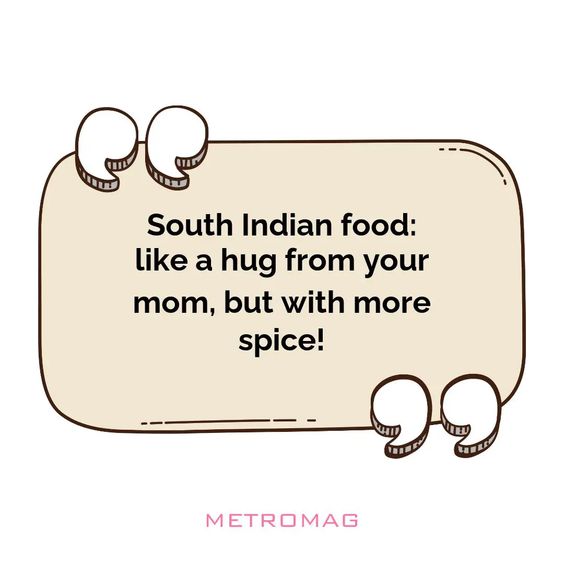 South Indian food:
like a hug from your
mom, but with more
spice!
METROMAG